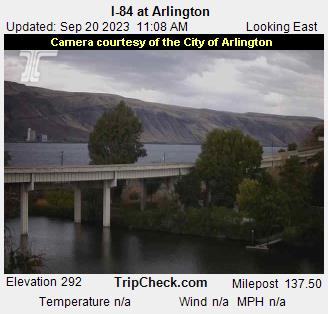 I-84 at Arlington
Updated: Sep 20 2023 11:08 AM Looking East
Camera courtesy of the City of Arlington
Elevation 292 TripCheck.com Milepost 137.50
Temperature n/a Wind n/a MPH n/a